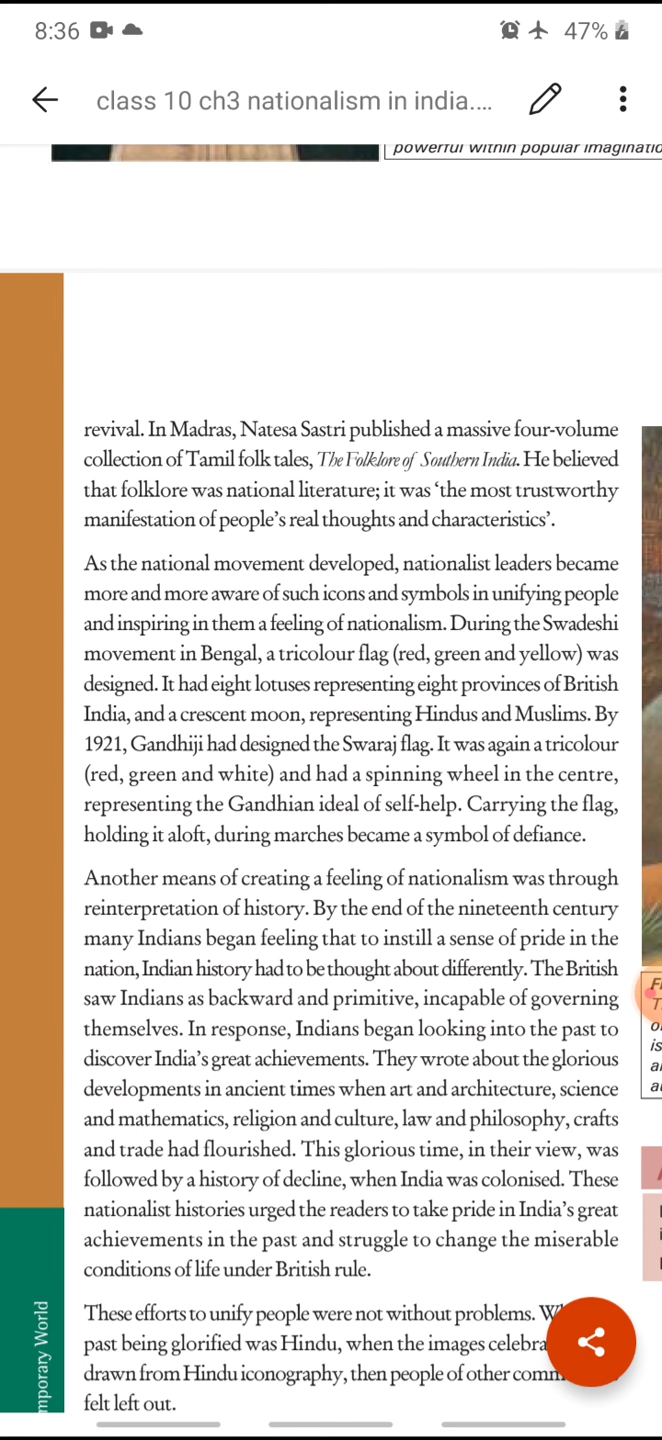 8:36
47%
class 10 ch3 nationalism in india....
powerful within popular
revival. In Madras, Natesa Sastri published a massive four-volume
collection of Tamil folk tales, The Folklore of Southern India. He believed
that folklore was national literature; it was ‘the most trustworthy
manifestation of people’s real thoughts and characteristics’.
As the national movement developed, nationalist leaders became
more and more aware of such icons and symbols in unifying people
and inspiring in them a feeling of nationalism. During the Swadeshi
movement in Bengal, a tricolour flag (red, green and yellow) was
designed. It had eight lotuses representing eight provinces of British
India, and a crescent moon, representing Hindus and Muslims. By
1921, Gandhiji had designed the Swaraj flag. It was again a tricolour
(red, green and white) and had a spinning wheel in the centre,
representing the Gandhian ideal of self-help. Carrying the flag,
holding it aloft, during marches became a symbol of defiance.
Another means of creating a feeling of nationalism was through
reinterpretation of history. By the end of the nineteenth century
many Indians began feeling that to instill a sense of pride in the
nation, Indian history had to be thought about differently. The British
saw Indians as backward and primitive, incapable of governing
themselves. In response, Indians began looking into the past to
discover India’s great achievements. They wrote about the glorious
developments in ancient times when art and architecture, science
and mathematics, religion and culture, law and philosophy, crafts
and trade had flourished. This glorious time, in their view, was
followed by a history of decline, when India was colonised. These
nationalist histories urged the readers to take pride in India’s great
achievements in the past and struggle to change the miserable
conditions of life under British rule.
These efforts to unify people were not without problems.
past being glorified was Hindu, when the images
drawn from Hindu iconography, then people of other
felt left out.
World